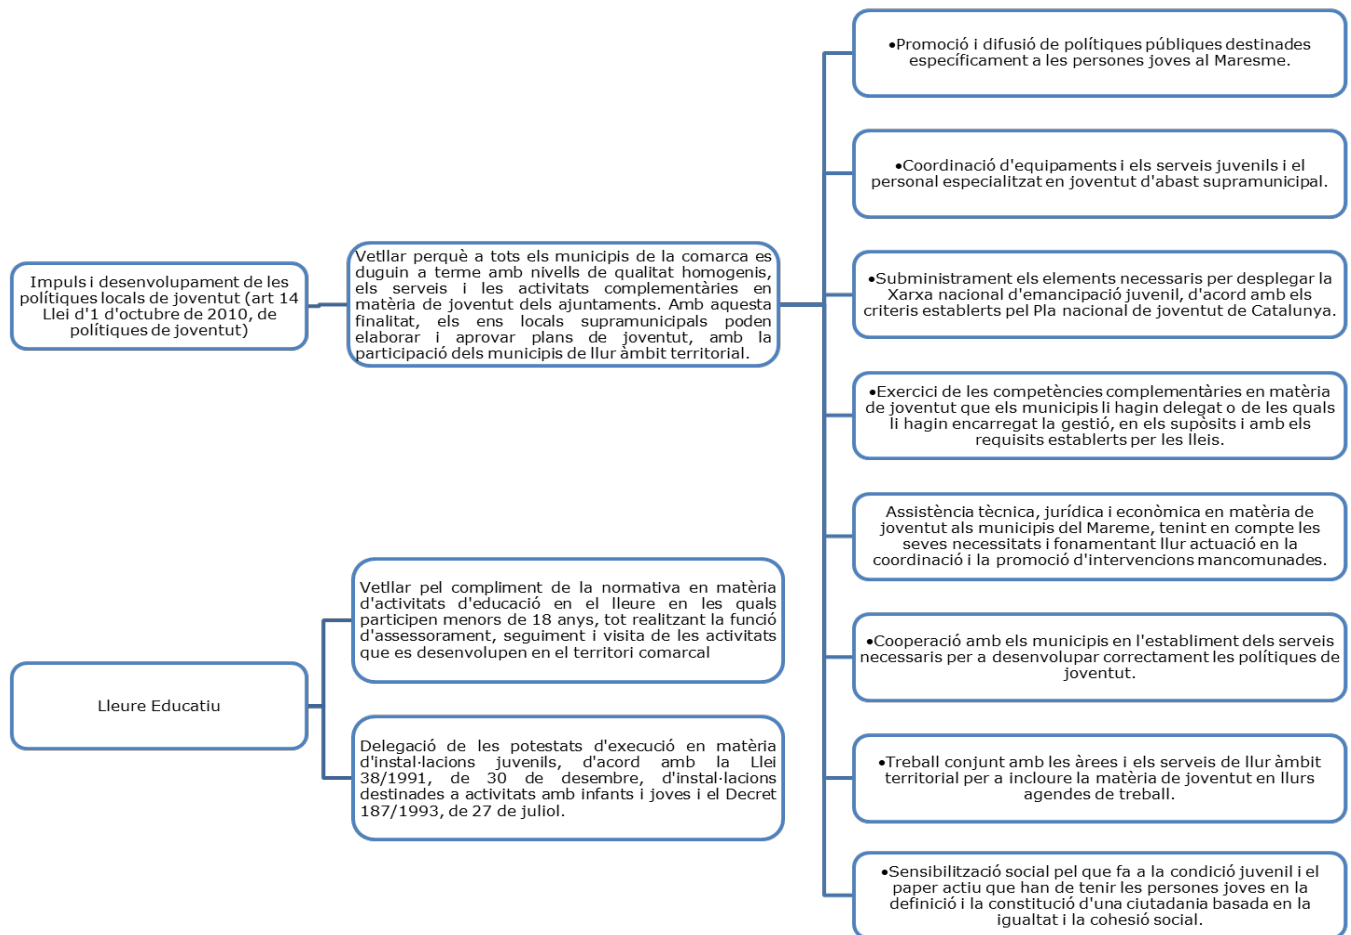 Impuls i desenvolupament de les
polítiques locals de joventut (art 14
Llei d'1 d'octubre de 2010, de
polítiques de joventut)
Vetllar perquè a tots els municipis de la comarca es
duguin a terme amb nivells de qualitat homogenis,
els serveis i les activitats complementàries en
matèria de joventut dels ajuntaments. Amb aquesta
finalitat, els ens locals supramunicipals poden
elaborar i aprovar plans de joventut, amb la
participació dels municipis de llur àmbit territorial.
•Promoció i difusió de polítiques públiques destinades
específicament a les persones joves al Maresme.
•Coordinació d'equipaments i els serveis juvenils i el
personal especialitzat en joventut d'abast supramunicipal.
•Subministrament els elements necessaris per desplegar la
Xarxa nacional d'emancipació juvenil, d'acord amb els
criteris establerts pel Pla nacional de joventut de Catalunya.
•Exercici de les competències complementàries en matèria
de joventut que els municipis li hagin delegat o de les quals
li hagin encarregat la gestió, en els supòsits i amb els
requisits establerts per les lleis.
Assistència tècnica, jurídica i econòmica en matèria de
joventut als municipis del Mareme, tenint en compte les
seves necessitats i fonamentant llur actuació en la
coordinació i la promoció d'intervencions mancomunades.
•Cooperació amb els municipis en l'establiment dels serveis
necessaris per a desenvolupar correctament les polítiques de
joventut.
•Treball conjunt amb les àrees i els serveis de llur àmbit
territorial per a incloure la matèria de joventut en llurs
agendes de treball.
•Sensibilització social pel que fa a la condició juvenil i el
paper actiu que han de tenir les persones joves en la
definició i la constitució d'una ciutadania basada en la
igualtat i la cohesió social.
Lleure Educatiu
Vetllar pel compliment de la normativa en matèria
d'activitats d'educació en el lleure en les quals
participen menors de 18 anys, tot realitzant la funció
d'assessorament, seguiment i visita de les activitats
que es desenvolupen en el territori comarcal
Delegació de les potestats d'execució en matèria
d'instal·lacions juvenils, d'acord amb la Llei
38/1991, de 30 de desembre, d'instal·lacions
destinades a activitats amb infants i joves i el Decret
187/1993, de 27 de juliol.